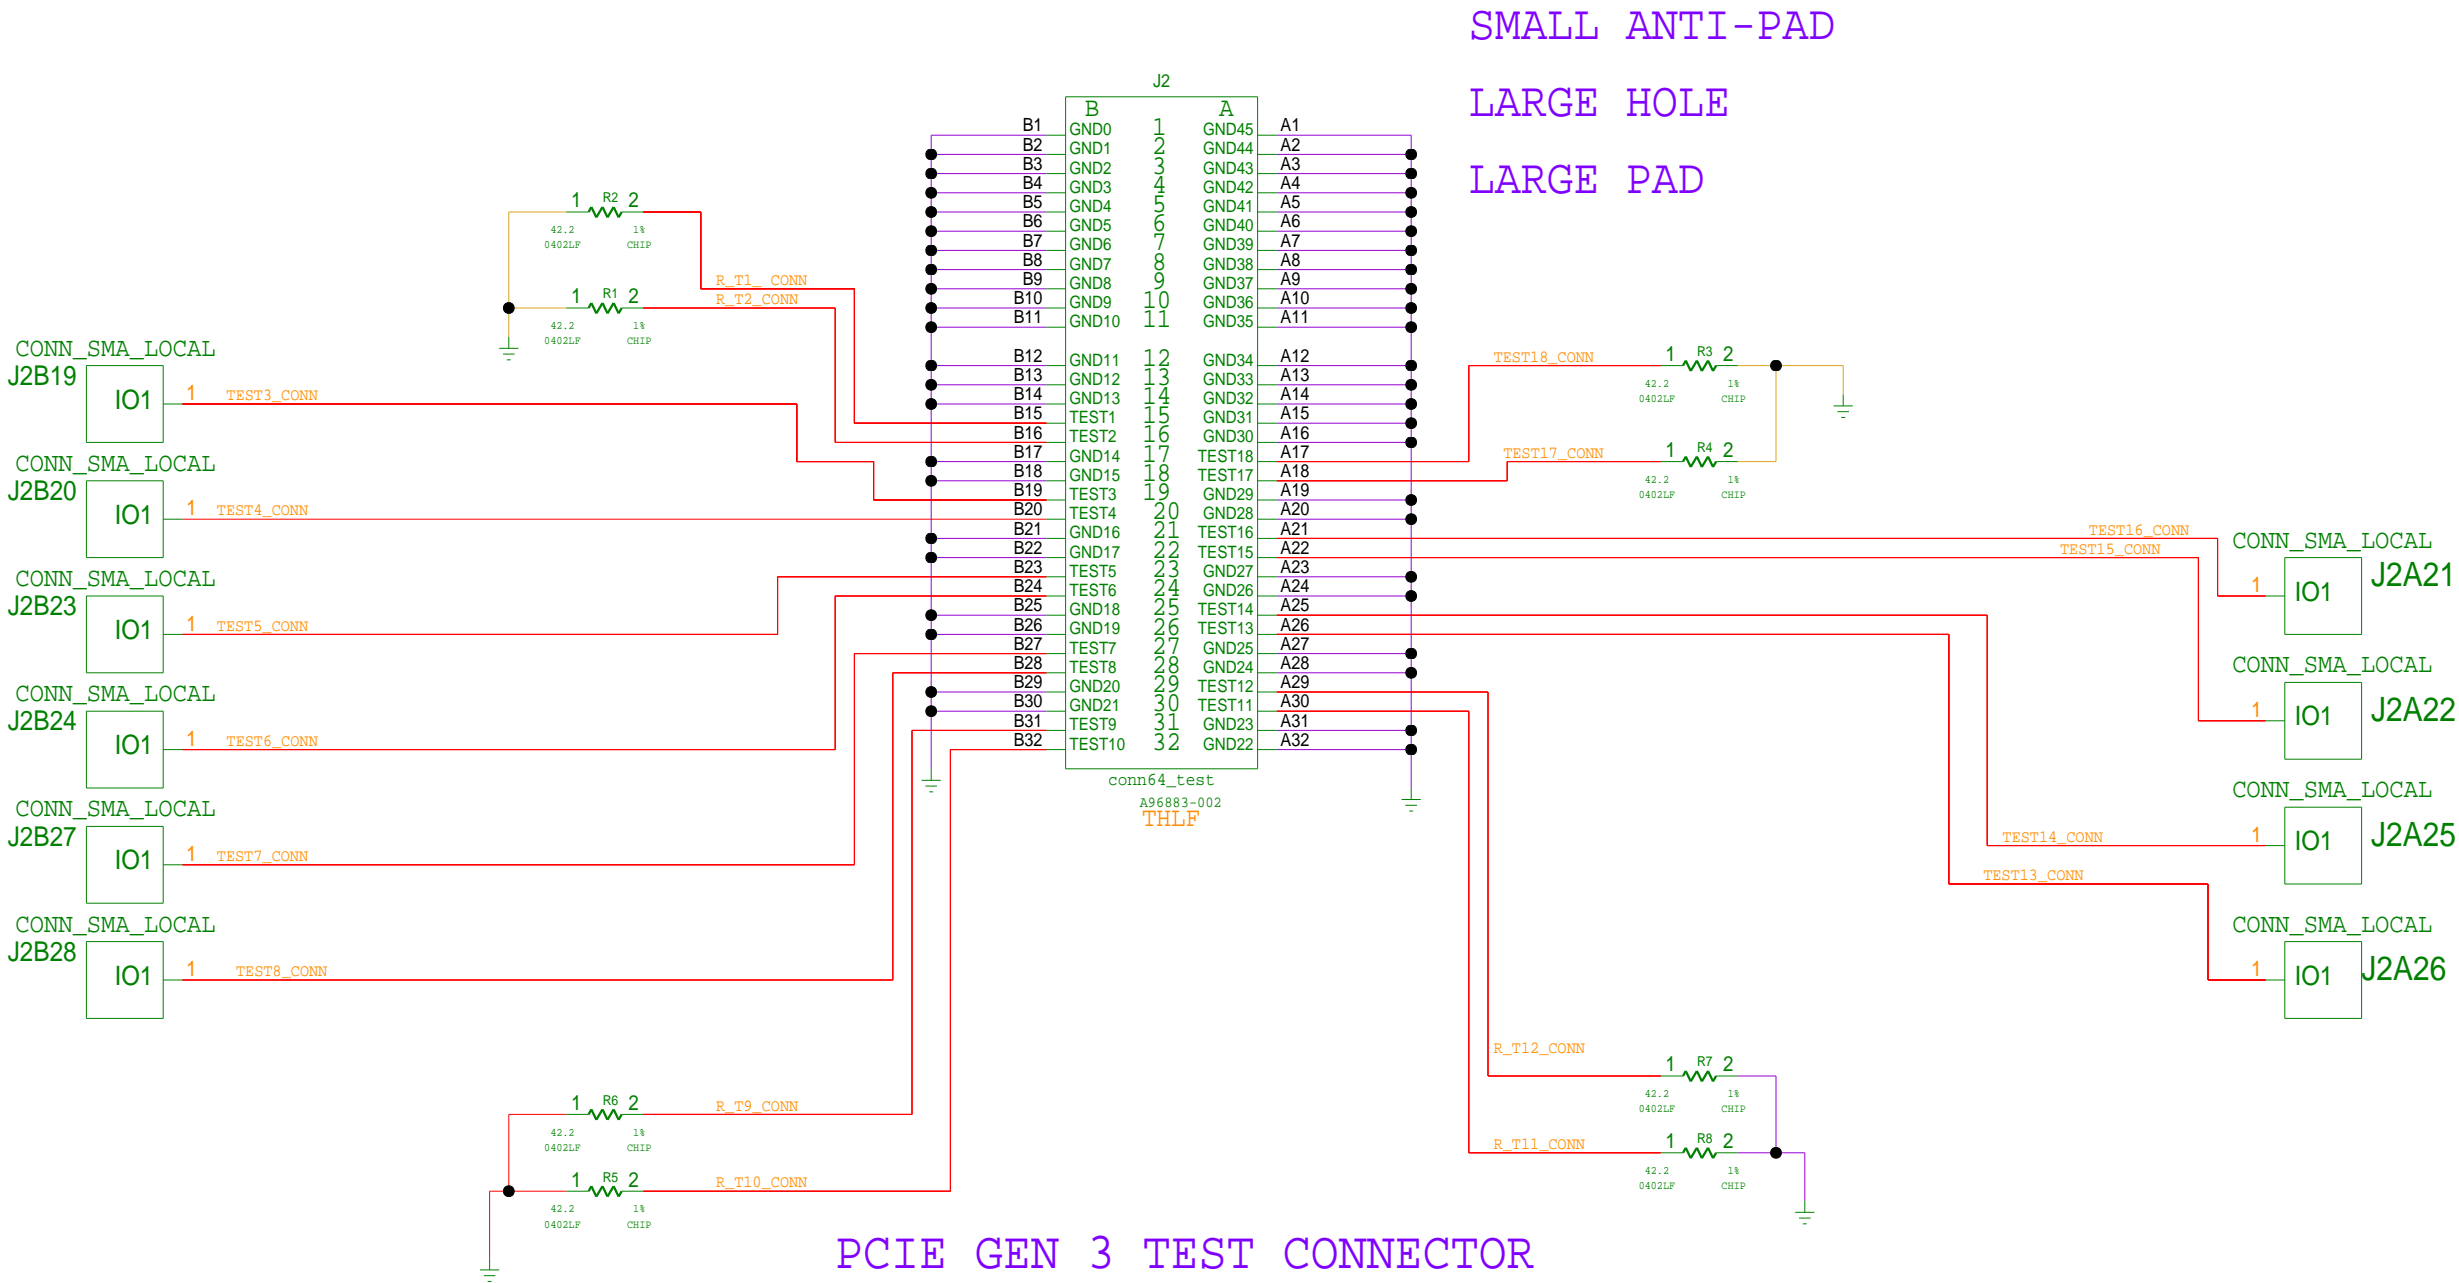 SMALL ANTI-PAD
LARGE HOLE
LARGE PAD
J2
B A
B1 GND0 1 GND45 A1
B2 GND1 2 GND44 A2
B3 GND2 3 GND43 A3
B4 GND3 4 GND42 A4
B5 GND4 5 GND41 A5
B6 GND5 6 GND40 A6
B7 GND6 7 GND39 A7
B8 GND7 8 GND38 A8
B9 GND8 9 GND37 A9
B10 GND9 10 GND36 A10
B11 GND10 11 GND35 A11
B12 GND11 12 GND34 A12
B13 GND12 13 GND33 A13
B14 GND13 14 GND32 A14
B15 TEST1 15 GND31 A15
B16 TEST2 16 GND30 A16
B17 GND14 17 TEST18 A17
B18 GND15 18 TEST17 A18
B19 TEST3 19 GND29 A19
B20 TEST4 20 GND28 A20
B21 GND16 21 TEST16 A21
B22 GND17 22 TEST15 A22
B23 TEST5 23 GND27 A23
B24 TEST6 24 GND26 A24
B25 GND18 25 TEST14 A25
B26 GND19 26 TEST13 A26
B27 TEST7 27 GND25 A27
B28 TEST8 28 GND24 A28
B29 GND20 29 TEST12 A29
B30 GND21 30 TEST11 A30
B31 TEST9 31 GND23 A31
B32 TEST10 32 GND22 A32
conn64_test
A96883-002
THLF
1 R2 2
42.2 1%
0402LF CHIP
R_T1_ CONN
1 R1 2
R_T2_CONN
42.2 1%
0402LF CHIP
CONN_SMA_LOCAL
J2B19
IO1 1 TEST3_CONN
CONN_SMA_LOCAL
J2B20
IO1 1 TEST4_CONN
CONN_SMA_LOCAL
J2B23
IO1 1 TEST5_CONN
CONN_SMA_LOCAL
J2B24
IO1 1 TEST6_CONN
CONN_SMA_LOCAL
J2B27
IO1 1 TEST7_CONN
CONN_SMA_LOCAL
J2B28
IO1 1 TEST8_CONN
1 R6 2 R_T9_CONN
42.2 1%
0402LF CHIP
1 R5 2 R_T10_CONN
42.2 1%
0402LF CHIP
TEST18_CONN 1 R3 2
42.2 1%
0402LF CHIP
TEST17_CONN 1 R4 2
42.2 1%
0402LF CHIP
TEST16_CONN
CONN_SMA_LOCAL
TEST15_CONN
J2A21
1 IO1
CONN_SMA_LOCAL
J2A22
1 IO1
CONN_SMA_LOCAL
J2A25
TEST14_CONN 1 IO1
TEST13_CONN
CONN_SMA_LOCAL
J2A26
1 IO1
R_T12_CONN 1 R7 2
42.2 1%
0402LF CHIP
R_T11_CONN 1 R8 2
42.2 1%
0402LF CHIP
PCIE GEN 3 TEST CONNECTOR